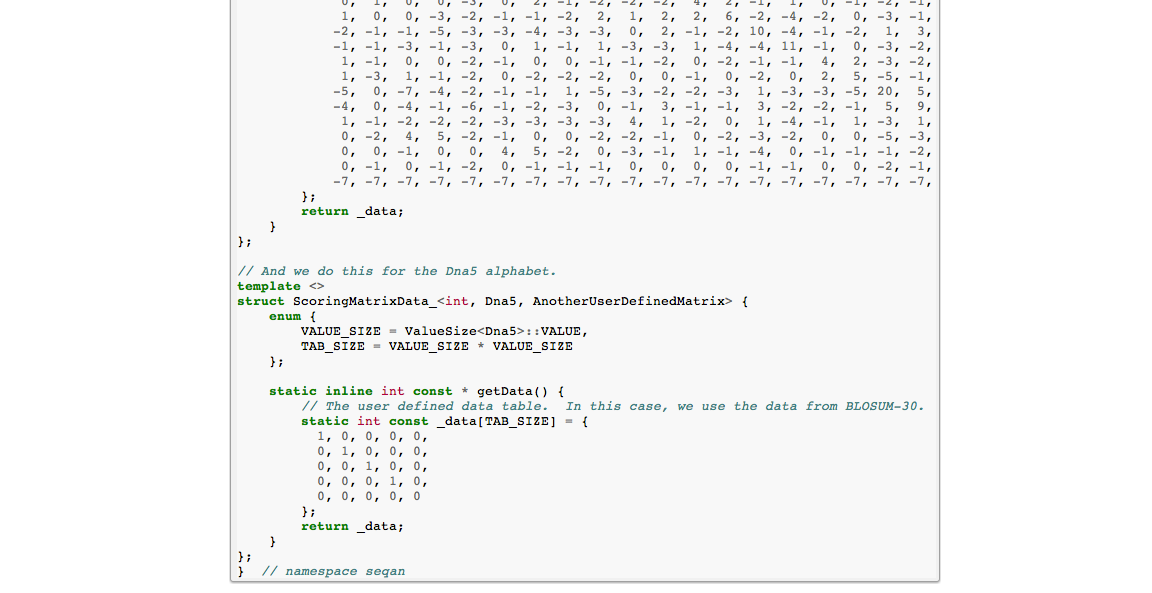 1, 0, 0, -3, -2, -1, -1, -2, 2, 1, 2, 2, 6, -2, -4, -2, 0, -3, -1,
-2, -1, -1, -5, -3, -3, -4, -3, -3, 0, 2, -1, -2, 10, -4, -1, -2, 1, 3,
-1, -1, -3, -1, -3, 0, 1, -1, 1, -3, -3, 1, -4, -4, 11, -1, 0, -3, -2,
1, -1, 0, 0, -2, -1, 0, 0, -1, -1, -2, 0, -2, -1, -1, 4, 2, -3, -2,
1, -3, 1, -1, -2, 0, -2, -2, -2, 0, 0, -1, 0, -2, 0, 2, 5, -5, -1,
-5, 0, -7, -4, -2, -1, -1, 1, -5, -3, -2, -2, -3, 1, -3, -3, -5, 20, 5,
-4, 0, -4, -1, -6, -1, -2, -3, 0, -1, 3, -1, -1, 3, -2, -2, -1, 5, 9,
1, -1, -2, -2, -2, -3, -3, -3, -3, 4, 1, -2, 0, 1, -4, -1, 1, -3, 1,
0, -2, 4, 5, -2, -1, 0, 0, -2, -2, -1, 0, -2, -3, -2, 0, 0, -5, -3,
0, 0, -1, 0, 0, 4, 5, -2, 0, -3, -1, 1, -1, -4, 0, -1, -1, -1, -2,
0, -1, 0, -1, -2, 0, -1, -1, -1, 0, 0, 0, 0, -1, -1, 0, 0, -2, -1,
-7, -7, -7, -7, -7, -7, -7, -7, -7, -7, -7, -7, -7, -7, -7, -7, -7, -7, -7,
};
return _data;
}
};
// And we do this for the Dna5 alphabet.
template <>
struct ScoringMatrixData_<int, Dna5, AnotherUserDefinedMatrix> {
enum {
VALUE_SIZE = ValueSize<Dna5>::VALUE,
TAB_SIZE = VALUE_SIZE * VALUE_SIZE
};
static inline int const * getData() {
// The user defined data table.  In this case, we use the data from BLOSUM-30.
static int const _data[TAB_SIZE] = {
1, 0, 0, 0, 0,
0, 1, 0, 0, 0,
0, 0, 1, 0, 0,
0, 0, 0, 1, 0,
0, 0, 0, 0, 0
};
return _data;
}
};
}  // namespace seqan